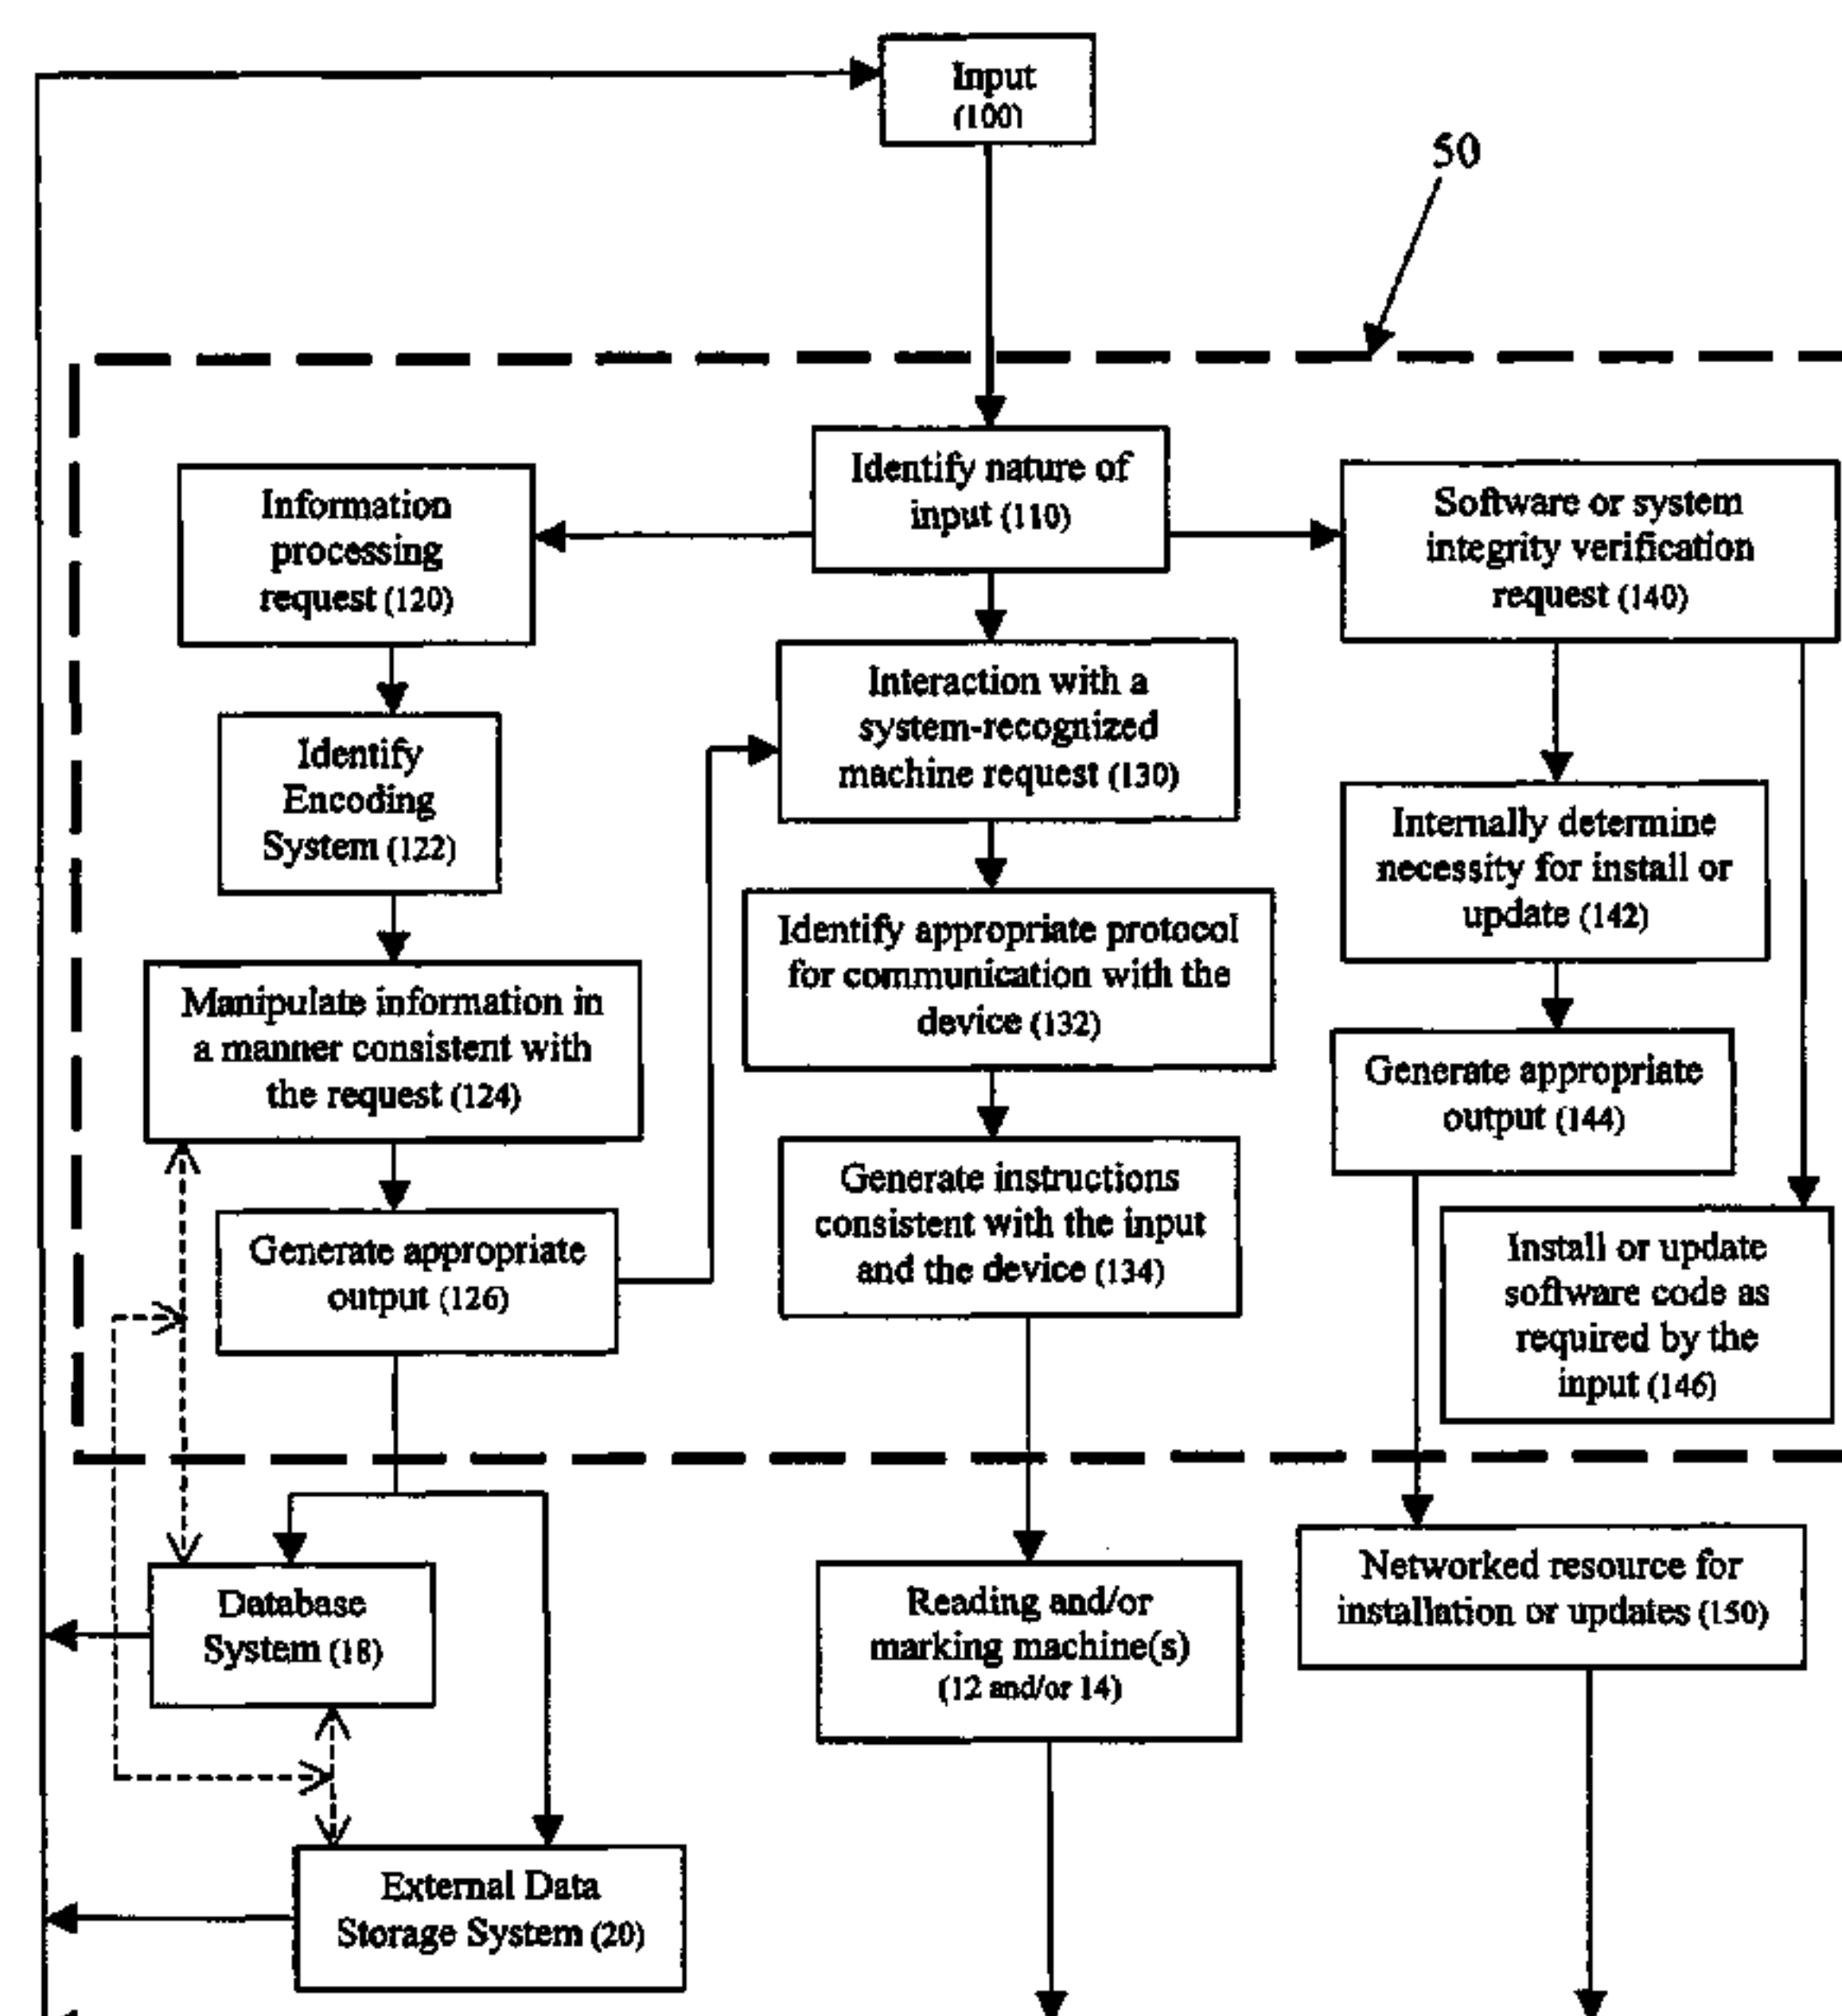 Input
(100)
50
Identify nature of
input (110)
Information
processing
request (120)
Software or system
integrity verification
request (140)
Interaction with a
system-recognized
machine request (130)
Identify
Encoding
System (122)
Internally determine
necessity for install or
update (142)
Identify appropriate protocol
for communication with the
device (132)
Manipulate information in
a manner consistent with
the request (124)
Generate appropriate
output (144)
Generate instructions
consistent with the input
and the device (134)
Generate appropriate
output (126)
Install or update
software code as
required by the
input (146)
Database
System (18)
Reading and/or
marking machine(s)
(12 and/or 14)
Networked resource for
installation or updates (150)
External Data
Storage System (20)